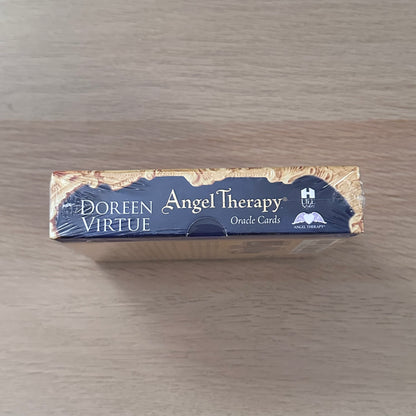 DOREEN
VIRTUE
Angel Therapy®
Oracle Cards
ANGEL THERAPY®